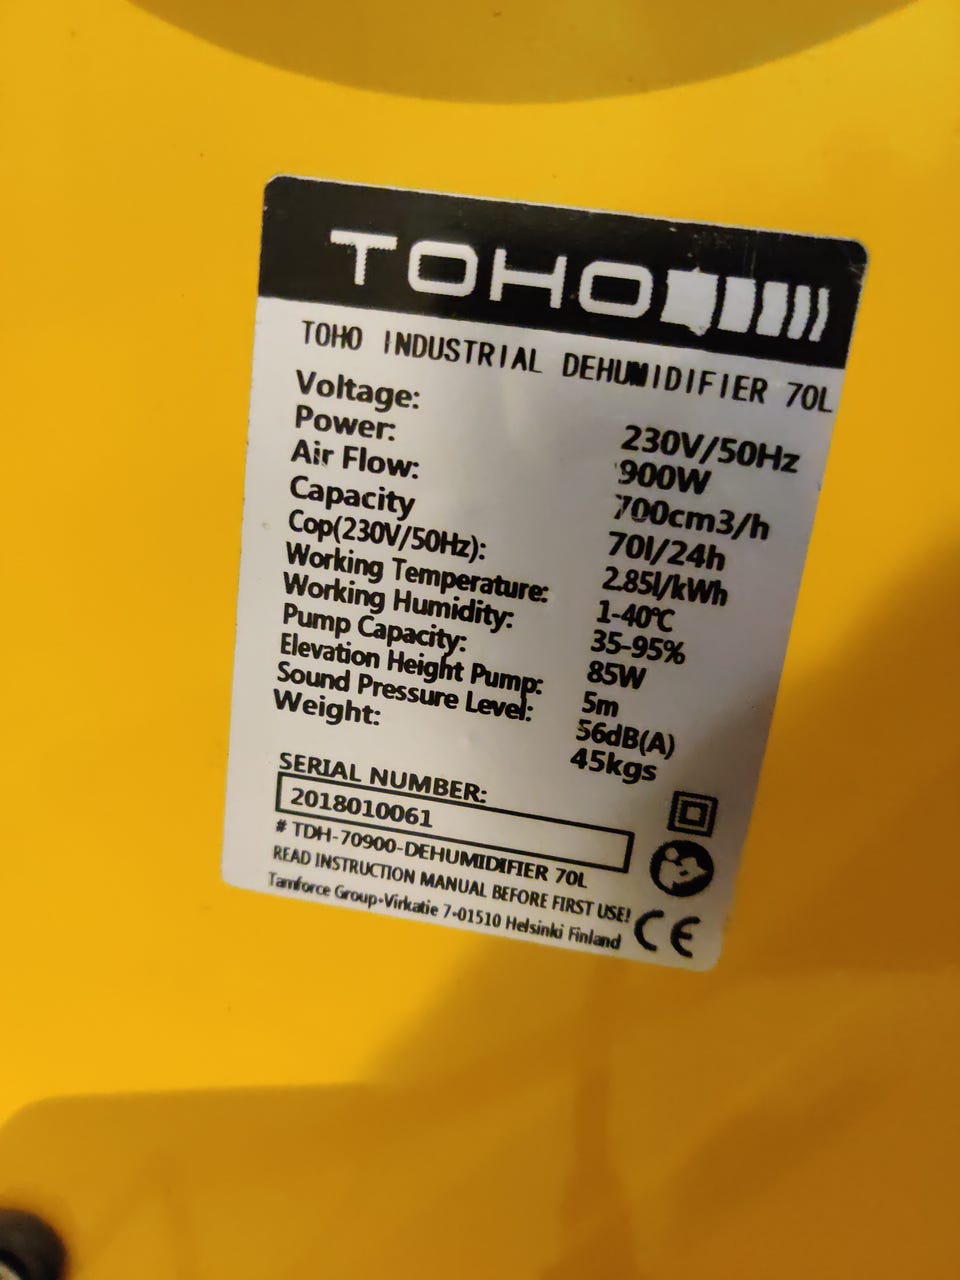 TOHO
TOHO INDUSTRIAL DEHUMIDIFIER 70L
Voltage: 230V/50Hz
Power: 900W
Air Flow: 700cm3/h
Capacity 70l/24h
Cop(230V/50Hz): 2.85l/kWh
Working Temperature: 1-40℃
Working Humidity: 35-95%
Pump Capacity: 85W
Elevation Height Pump: 5m
Sound Pressure Level: 56dB(A)
Weight: 45kgs
SERIAL NUMBER:
2018010061
# TDH-70900-DEHUMIDIFIER 70L
READ INSTRUCTION MANUAL BEFORE FIRST USE!
Tamforce Group•Virkatie 7•01510 Helsinki Finland
CE